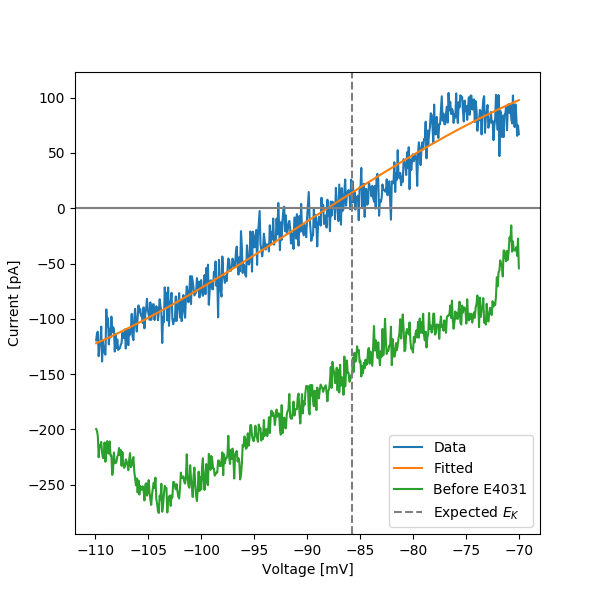 100
50
0
−50
−100
−150
−200
−250
Current [pA]
Data
Fitted
Before E4031
Expected E_K
−110 −105 −100 −95 −90 −85 −80 −75 −70
Voltage [mV]